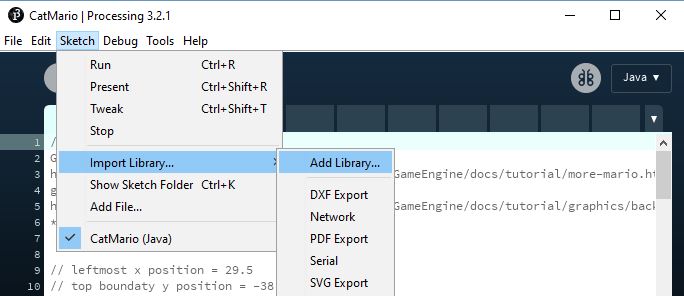 CatMario | Processing 3.2.1
File Edit Sketch Debug Tools Help
Run Ctrl+R
Present Ctrl+Shift+R
Tweak Ctrl+Shift+T
Stop
Import Library...
Show Sketch Folder Ctrl+K
Add File...
CatMario (Java)
Add Library...
DXF Export
Network
PDF Export
Serial
SVG Export
Java
1 /
2 G
3 h GameEngine/docs/tutorial/more-mario.ht
4 g
5 h GameEngine/docs/tutorial/graphics/back
6 *
7
8
9 // leftmost x position = 29.5
10 // top boundaty y position = -38